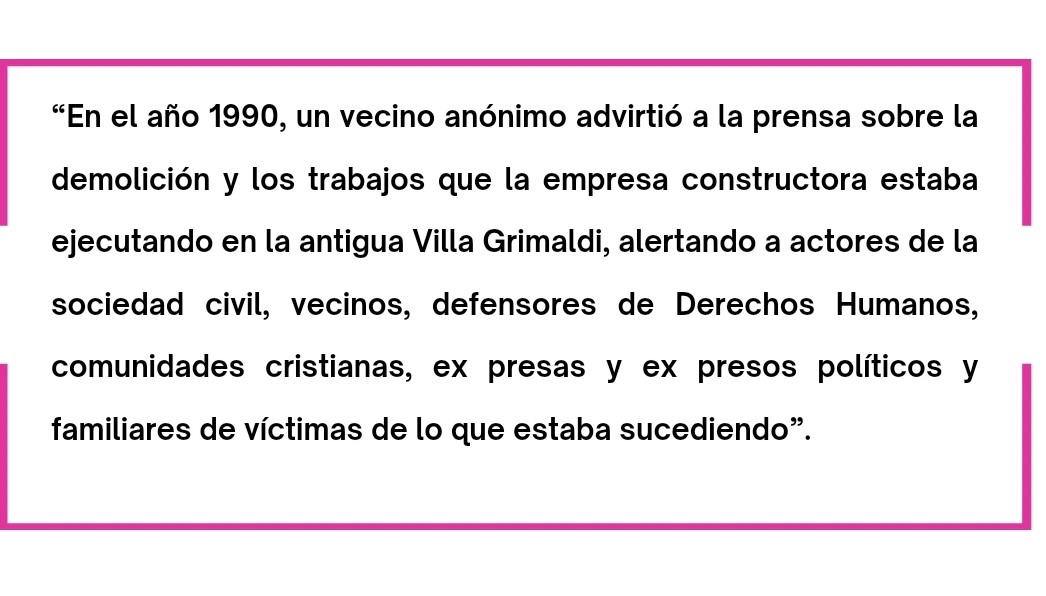 “En el año 1990, un vecino anónimo advirtió a la prensa sobre la
demolición y los trabajos que la empresa constructora estaba
ejecutando en la antigua Villa Grimaldi, alertando a actores de la
sociedad civil, vecinos, defensores de Derechos Humanos,
comunidades cristianas, ex presas y ex presos políticos y
familiares de víctimas de lo que estaba sucediendo”.